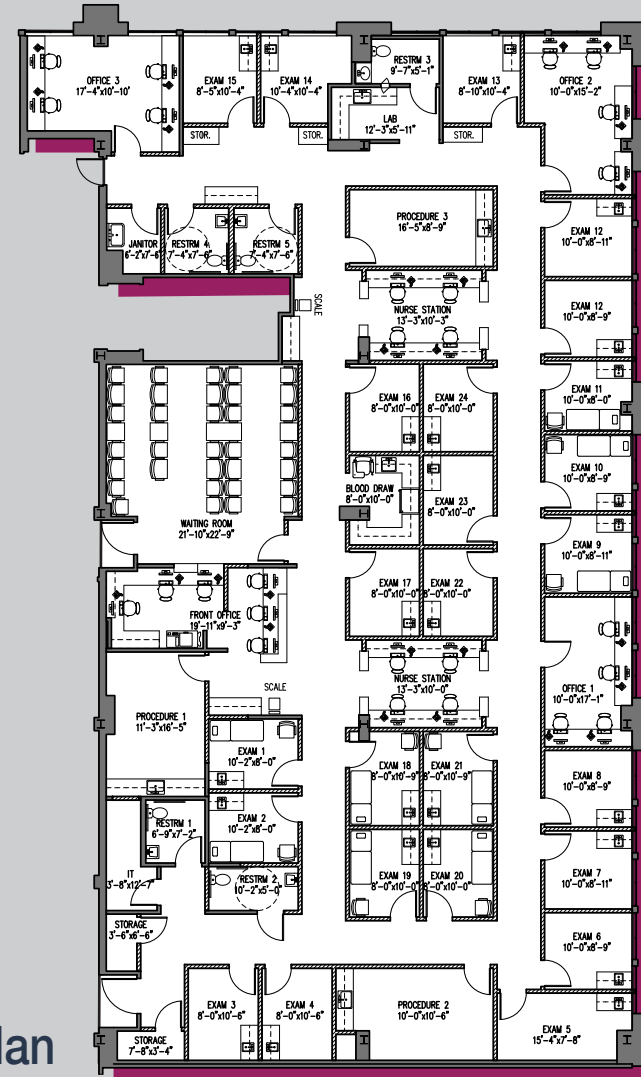 OFFICE 3
17'-4"x10'-10'
EXAM 15
8'-5"x10'-4"
EXAM 14
10'-4"x10'-4"
RESTRM 3
9'-7"x5'-1"
EXAM 13
8'-10"x10'-4"
OFFICE 2
10'-0"x15'-2"
STOR.
STOR.
LAB
12'-3"x5'-11"
STOR.
JANITOR
6'-2"x7'-6"
RESTRM 4
7'-4"x7'-6"
RESTRM 5
7'-4"x7'-6"
PROCEDURE 3
16'-5"x8'-9"
EXAM 12
10'-0"x8'-11"
SCALE
NURSE STATION
13'-3"x10'-3"
EXAM 12
10'-0"x8'-9"
EXAM 16
8'-0"x10'-0"
EXAM 24
8'-0"x10'-0"
EXAM 11
10'-0"x8'-0"
BLOOD DRAW
8'-0"x10'-0"
EXAM 23
8'-0"x10'-0"
EXAM 10
10'-0"x8'-9"
WAITING ROOM
21'-10"x22'-9"
EXAM 9
10'-0"x8'-11"
EXAM 17
8'-0"x10'-0"
EXAM 22
8'-0"x10'-0"
FRONT OFFICE
19'-11"x9'-3"
NURSE STATION
13'-3"x10'-0"
SCALE
OFFICE 1
10'-0"x17'-1"
PROCEDURE 1
11'-3"x16'-5"
EXAM 1
10'-2"x8'-0"
EXAM 18
8'-0"x10'-9"
EXAM 21
8'-0"x10'-9"
EXAM 8
10'-0"x8'-9"
EXAM 2
10'-2"x8'-0"
RESTRM 1
6'-9"x7'-2"
IT
3'-8"x12'-7"
RESTRM 2
10'-2"x5'-0"
EXAM 19
8'-0"x10'-0"
EXAM 20
8'-0"x10'-0"
EXAM 7
10'-0"x8'-11"
STORAGE
3'-6"x6'-6"
EXAM 6
10'-0"x8'-9"
EXAM 3
8'-0"x10'-6"
EXAM 4
8'-0"x10'-6"
PROCEDURE 2
10'-0"x10'-6"
EXAM 5
15'-4"x7'-8"
STORAGE
7'-8"x3'-4"
lan